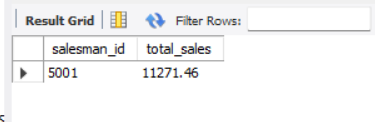 Result Grid Filter Rows:
salesman_id total_sales
5001 11271.46
s